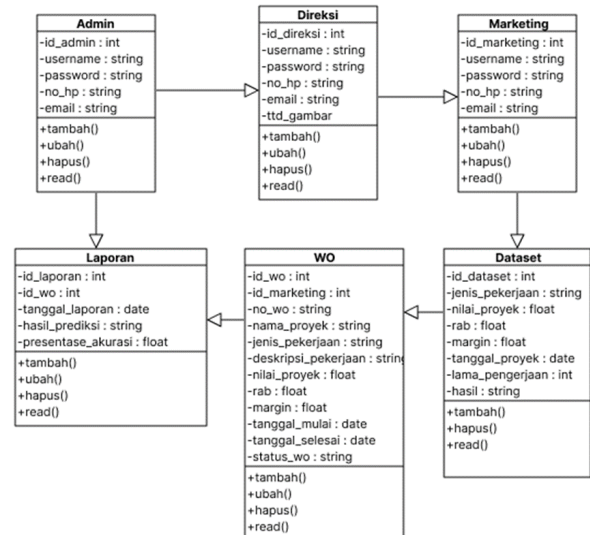 Admin
-id_admin : int
-username : string
-password : string
-no_hp : string
-email : string
+tambah()
+ubah()
+hapus()
+read()
Direksi
-id_direksi : int
-username : string
-password : string
-no_hp : string
-email : string
-ttd_gambar
+tambah()
+ubah()
+hapus()
+read()
Marketing
-id_marketing : int
-username : string
-password : string
-no_hp : string
-email : string
+tambah()
+ubah()
+hapus()
+read()
Laporan
-id_laporan : int
-id_wo : int
-tanggal_laporan : date
-hasil_prediksi : string
-presentase_akurasi : float
+tambah()
+ubah()
+hapus()
+read()
WO
-id_wo : int
-id_marketing : int
-no_wo : string
-nama_proyek : string
-jenis_pekerjaan : string
-deskripsi_pekerjaan : string
-nilai_proyek : float
-rab : float
-margin : float
-tanggal_mulai : date
-tanggal_selesai : date
-status_wo : string
+tambah()
+ubah()
+hapus()
+read()
Dataset
-id_dataset : int
-jenis_pekerjaan : string
-nilai_proyek : float
-rab : float
-margin : float
-tanggal_proyek : date
-lama_pengerjaan : int
-hasil : string
+tambah()
+hapus()
+read()